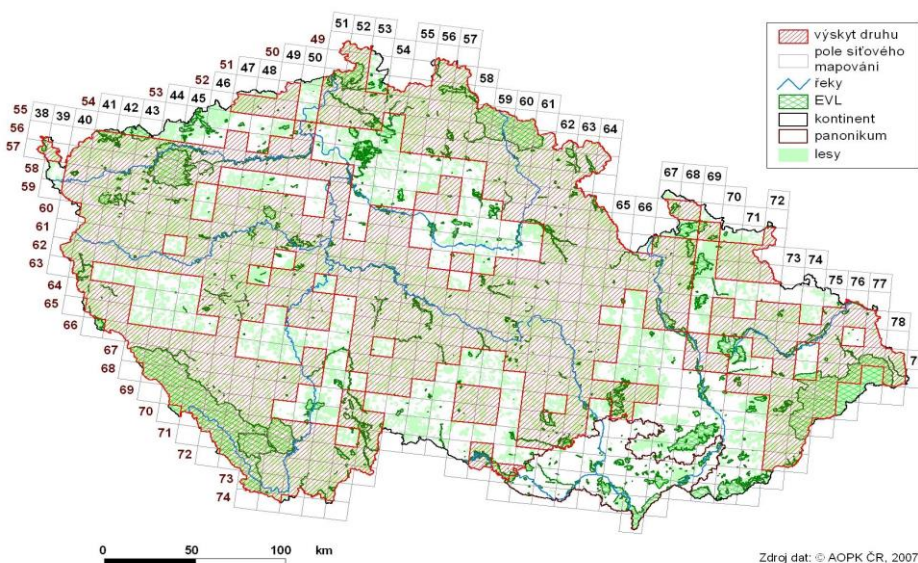 51 52 53
49 54 55 56 57
50 49 50 58
51 47 48 59 60 61
52 46 62 63 64
53 44 45
54 41 42 43
55 38 39 40
56
57
58
59
60
61
62
63
64
65
66
67
68
69
70
71
72
73
74
65 66 67 68 69 70 71 72
73 74 75 76 77
78
výskyt druhu
pole síťového
mapování
řeky
EVL
kontinent
panonikum
lesy
0 50 100 km
Zdroj dat: © AOPK ČR, 2007